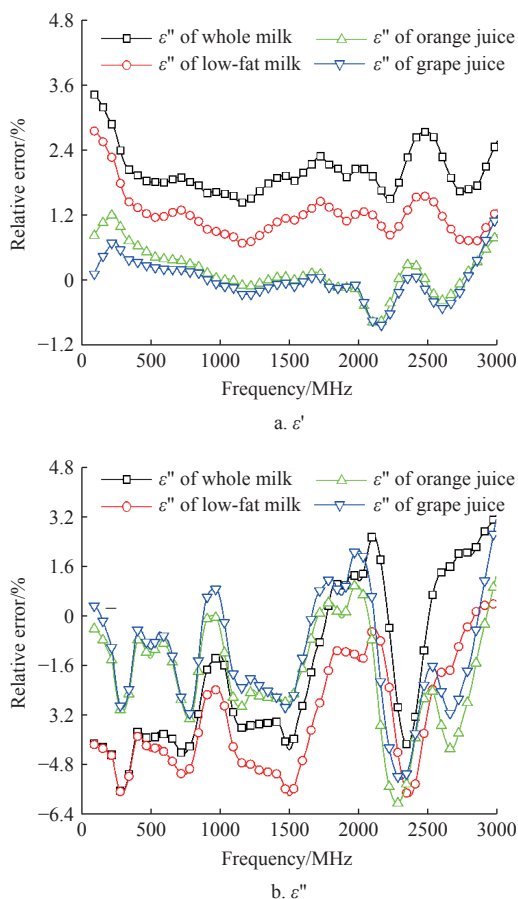 4.8
3.6
2.4
1.2
0
−1.2
Relative error/%
ε" of whole milk
ε" of orange juice
ε" of low-fat milk
ε" of grape juice
0 500 1000 1500 2000 2500 3000
Frequency/MHz
a. ε'
4.8
3.2
1.6
0
−1.6
−3.2
−4.8
−6.4
Relative error/%
ε" of whole milk
ε" of orange juice
ε" of low-fat milk
ε" of grape juice
0 500 1000 1500 2000 2500 3000
Frequency/MHz
b. ε"